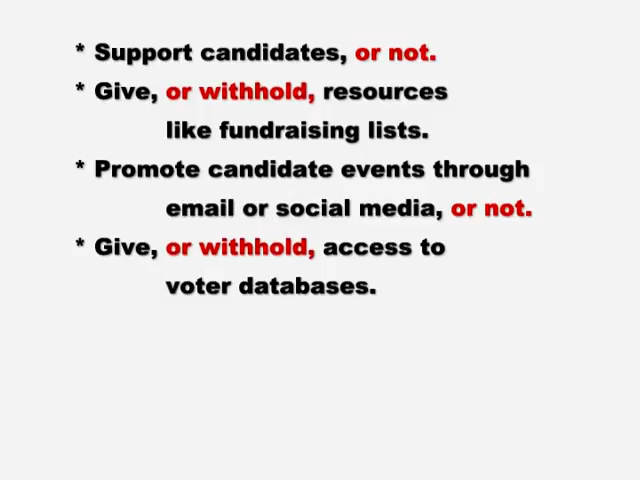 * Support candidates, or not.
* Give, or withhold, resources
like fundraising lists.
* Promote candidate events through
email or social media, or not.
* Give, or withhold, access to
voter databases.